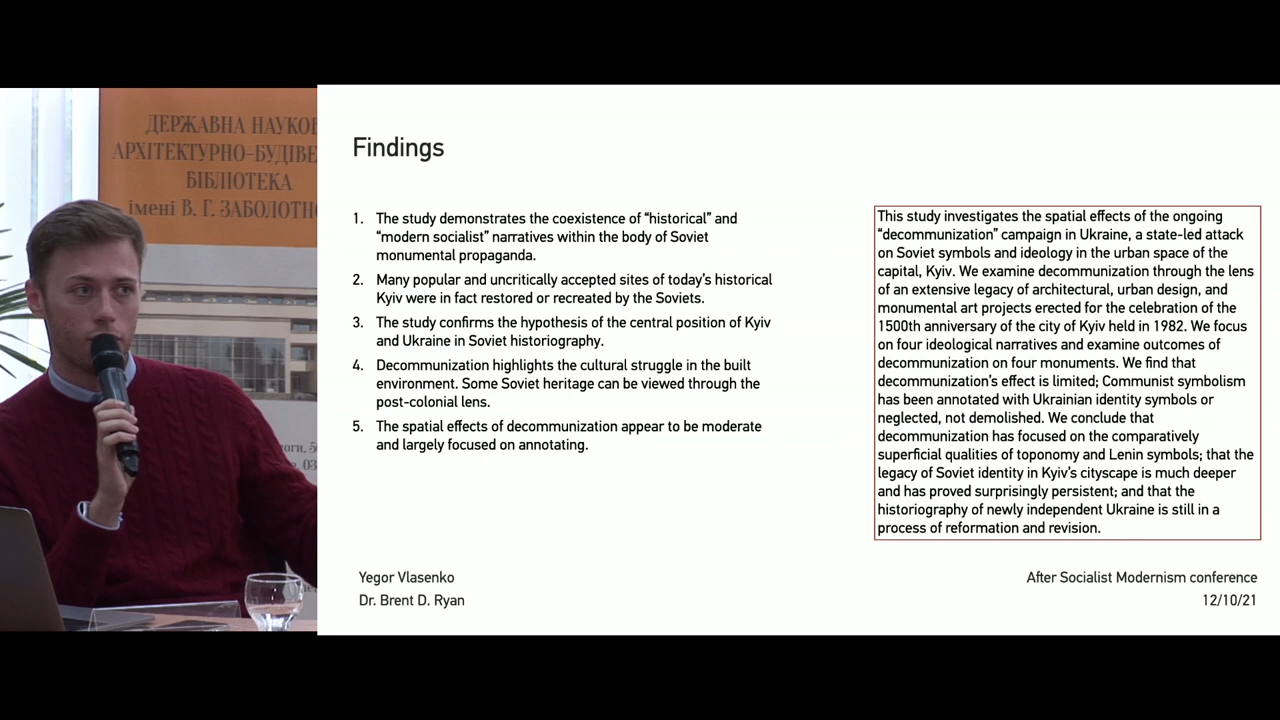 ДЕРЖАВНА НАУКОВ
АРХІТЕКТУРНО-БУДІВЕ
БІБЛІОТЕКА
імені В. Г. ЗАБОЛОТНО
Findings
1. The study demonstrates the coexistence of “historical” and
“modern socialist” narratives within the body of Soviet
monumental propaganda.
2. Many popular and uncritically accepted sites of today’s historical
Kyiv were in fact restored or recreated by the Soviets.
3. The study confirms the hypothesis of the central position of Kyiv
and Ukraine in Soviet historiography.
4. Decommunization highlights the cultural struggle in the built
environment. Some Soviet heritage can be viewed through the
post-colonial lens.
5. The spatial effects of decommunization appear to be moderate
and largely focused on annotating.
This study investigates the spatial effects of the ongoing
“decommunization” campaign in Ukraine, a state-led attack
on Soviet symbols and ideology in the urban space of the
capital, Kyiv. We examine decommunization through the lens
of an extensive legacy of architectural, urban design, and
monumental art projects erected for the celebration of the
1500th anniversary of the city of Kyiv held in 1982. We focus
on four ideological narratives and examine outcomes of
decommunization on four monuments. We find that
decommunization’s effect is limited; Communist symbolism
has been annotated with Ukrainian identity symbols or
neglected, not demolished. We conclude that
decommunization has focused on the comparatively
superficial qualities of toponomy and Lenin symbols; that the
legacy of Soviet identity in Kyiv’s cityscape is much deeper
and has proved surprisingly persistent; and that the
historiography of newly independent Ukraine is still in a
process of reformation and revision.
Yegor Vlasenko
Dr. Brent D. Ryan
After Socialist Modernism conference
12/10/21